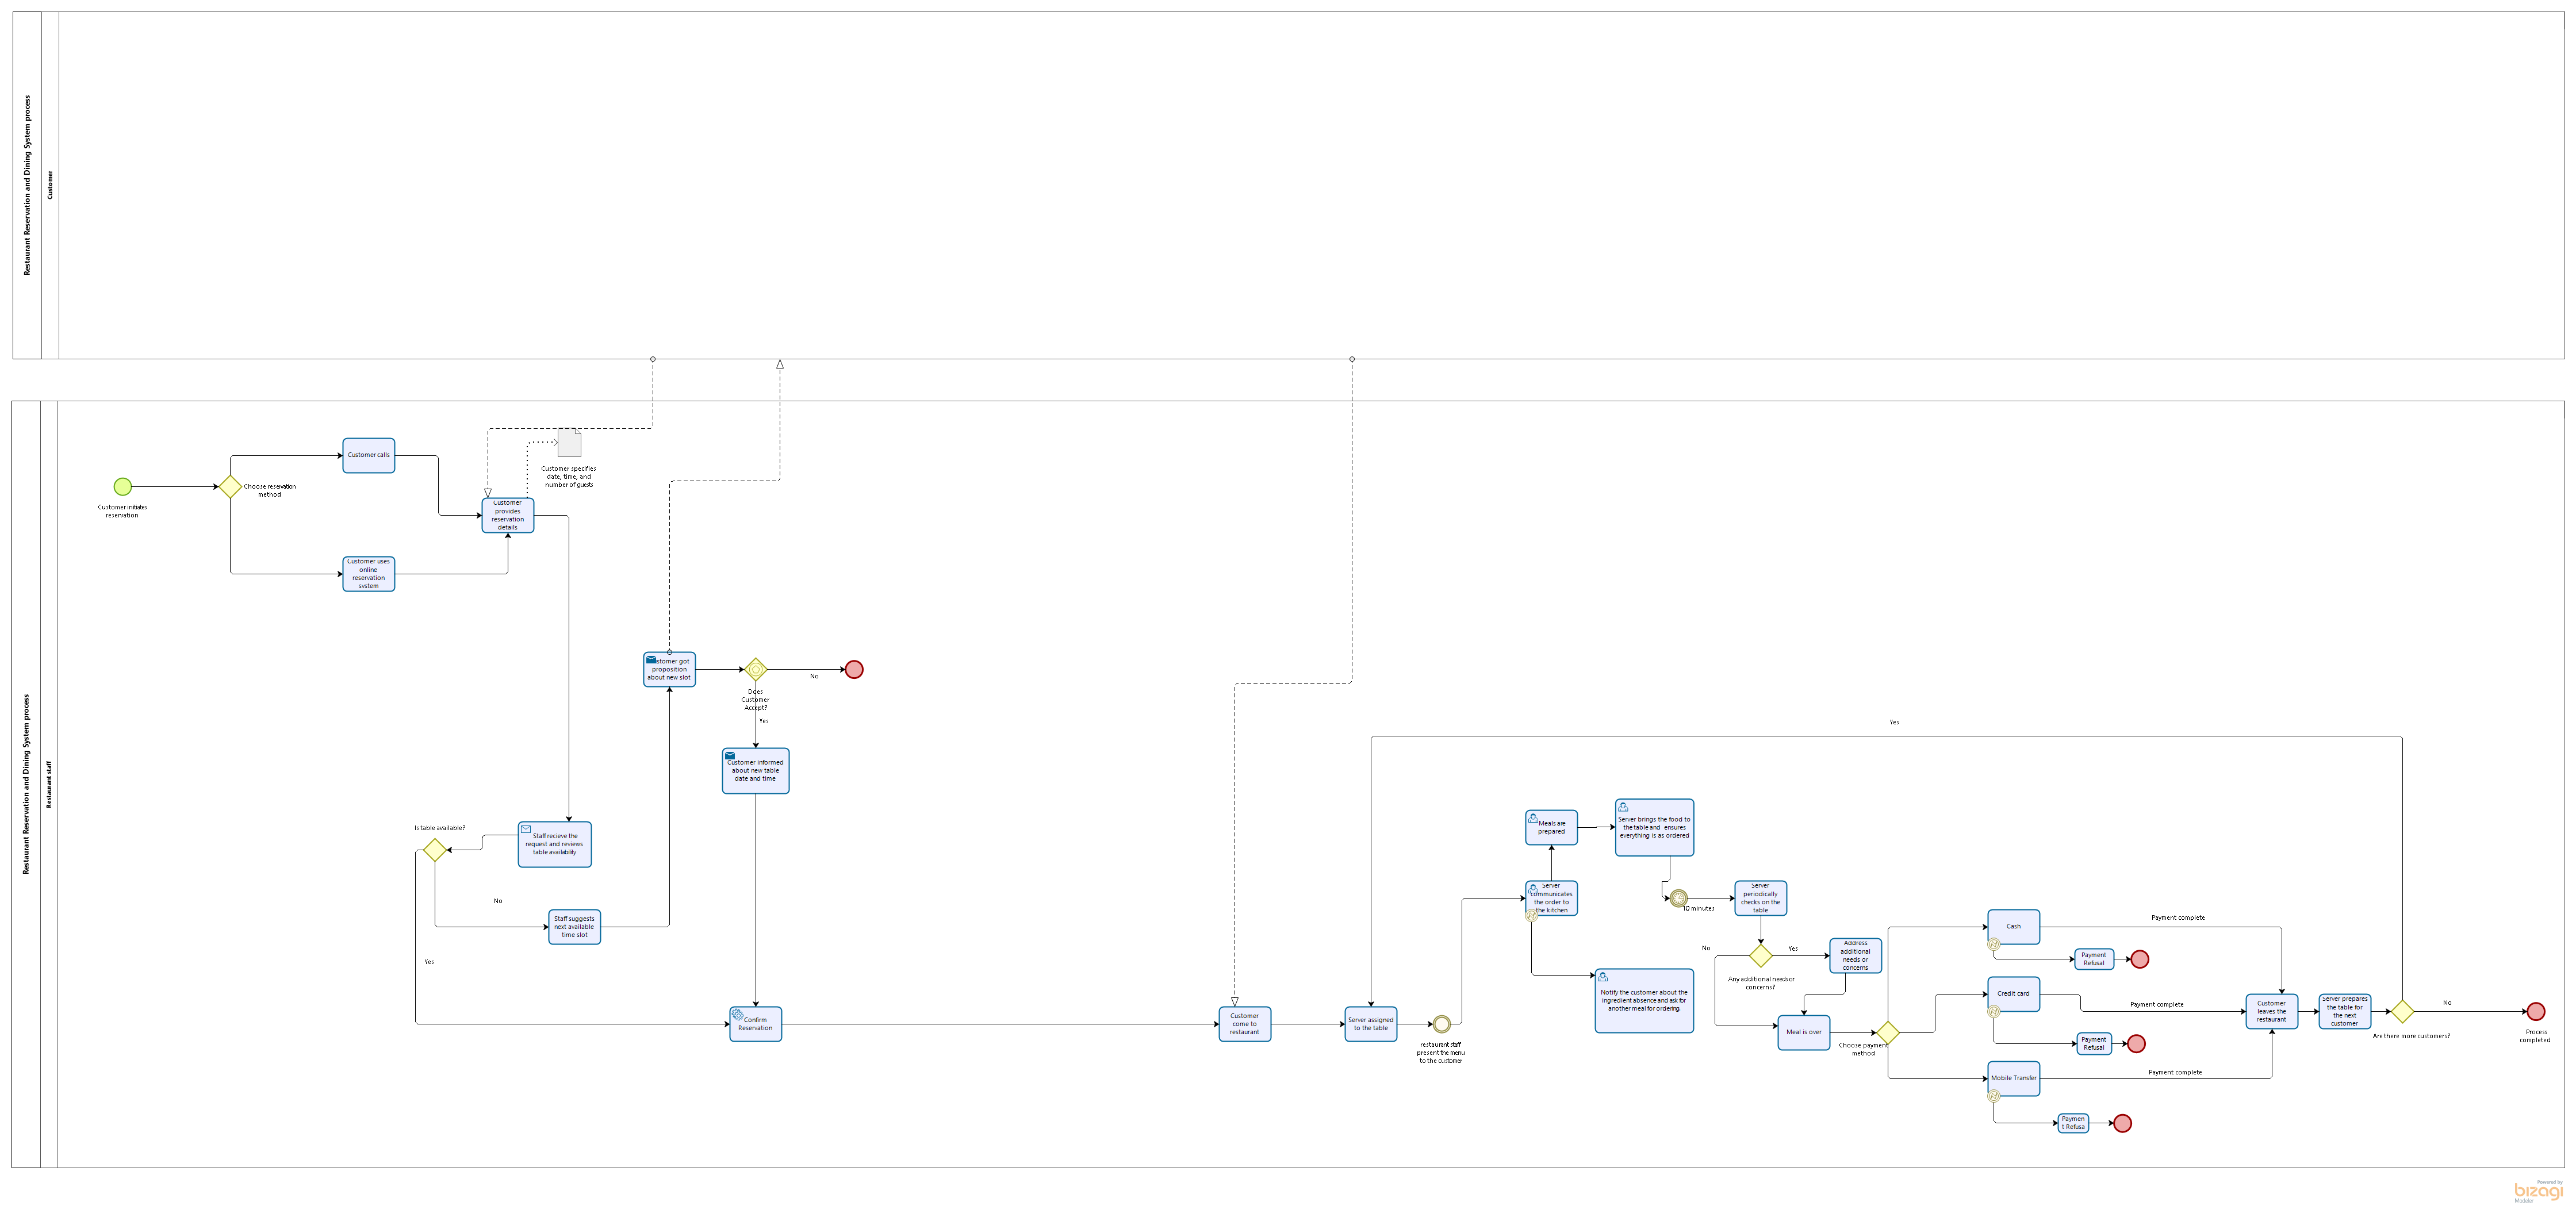 Restaurant Reservation and Dining System process
Customer
Restaurant Reservation and Dining System process
Restaurant staff
Customer initiates
reservation
Choose reservation
method
Customer calls
Customer uses
online
reservation
system
Customer
provides
reservation
details
Customer specifies
date, time, and
number of guests
stomer got
proposition
about new slot
Does
Customer
Accept?
No
Yes
Customer informed
about new table
date and time
Is table available?
Staff recieve the
request and reviews
table availability
No
Yes
Staff suggests
next available
time slot
Confirm
Reservation
Customer
come to
restaurant
Server assigned
to the table
restaurant staff
present the menu
to the customer
Yes
Meals are
prepared
Server brings the food to
the table and ensures
everything is as ordered
Server
communicates
the order to
the kitchen
Notify the customer about the
ingredient absence and ask for
another meal for ordering.
10 minutes
Server
periodically
checks on the
table
No
Yes
Any additional needs or
concerns?
Address
additional
needs or
concerns
Meal is over
Choose payment
method
Cash
Payment complete
Payment
Refusal
Credit card
Payment complete
Payment
Refusal
Mobile Transfer
Payment complete
Paymen
t Refusa
Customer
leaves the
restaurant
Server prepares
the table for
the next
customer
Are there more customers?
No
Process
completed
Powered by
bizagi
Modeler